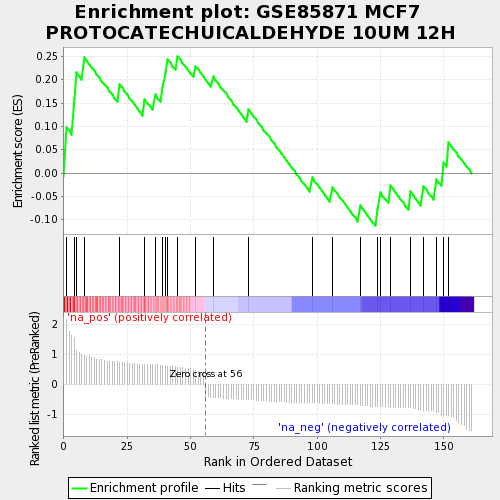 Enrichment plot: GSE85871 MCF7
PROTOCATECHUICALDEHYDE 10UM 12H
Enrichment score (ES)
0.25
0.20
0.15
0.10
0.05
0.00
-0.05
-0.10
'na_pos' (positively correlated)
Ranked list metric (PreRanked)
2
1
0
-1
Zero cross at 56
'na_neg' (negatively correlated)
0
25
50
75
100
125
150
Rank in Ordered Dataset
Enrichment profile
Hits
Ranking metric scores